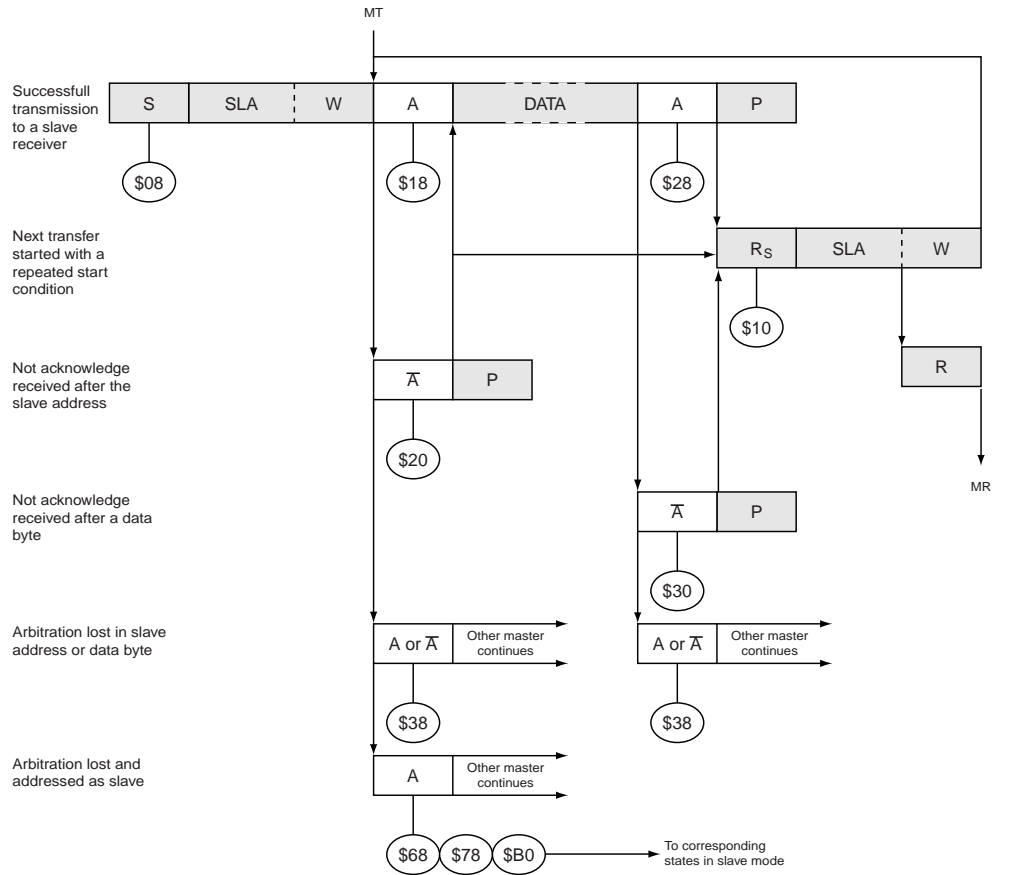 MT
Successfull
transmission
to a slave
receiver
S SLA W A DATA A P
$08 $18 $28
Next transfer
started with a
repeated start
condition
RS SLA W
$10
Not acknowledge
received after the
slave address
A̅ P
R
$20
MR
Not acknowledge
received after a data
byte
A̅ P
$30
Arbitration lost in slave
address or data byte
A or A̅ Other master
continues
A or A̅ Other master
continues
$38 $38
Arbitration lost and
addressed as slave
A Other master
continues
$68 $78 $B0
To corresponding
states in slave mode